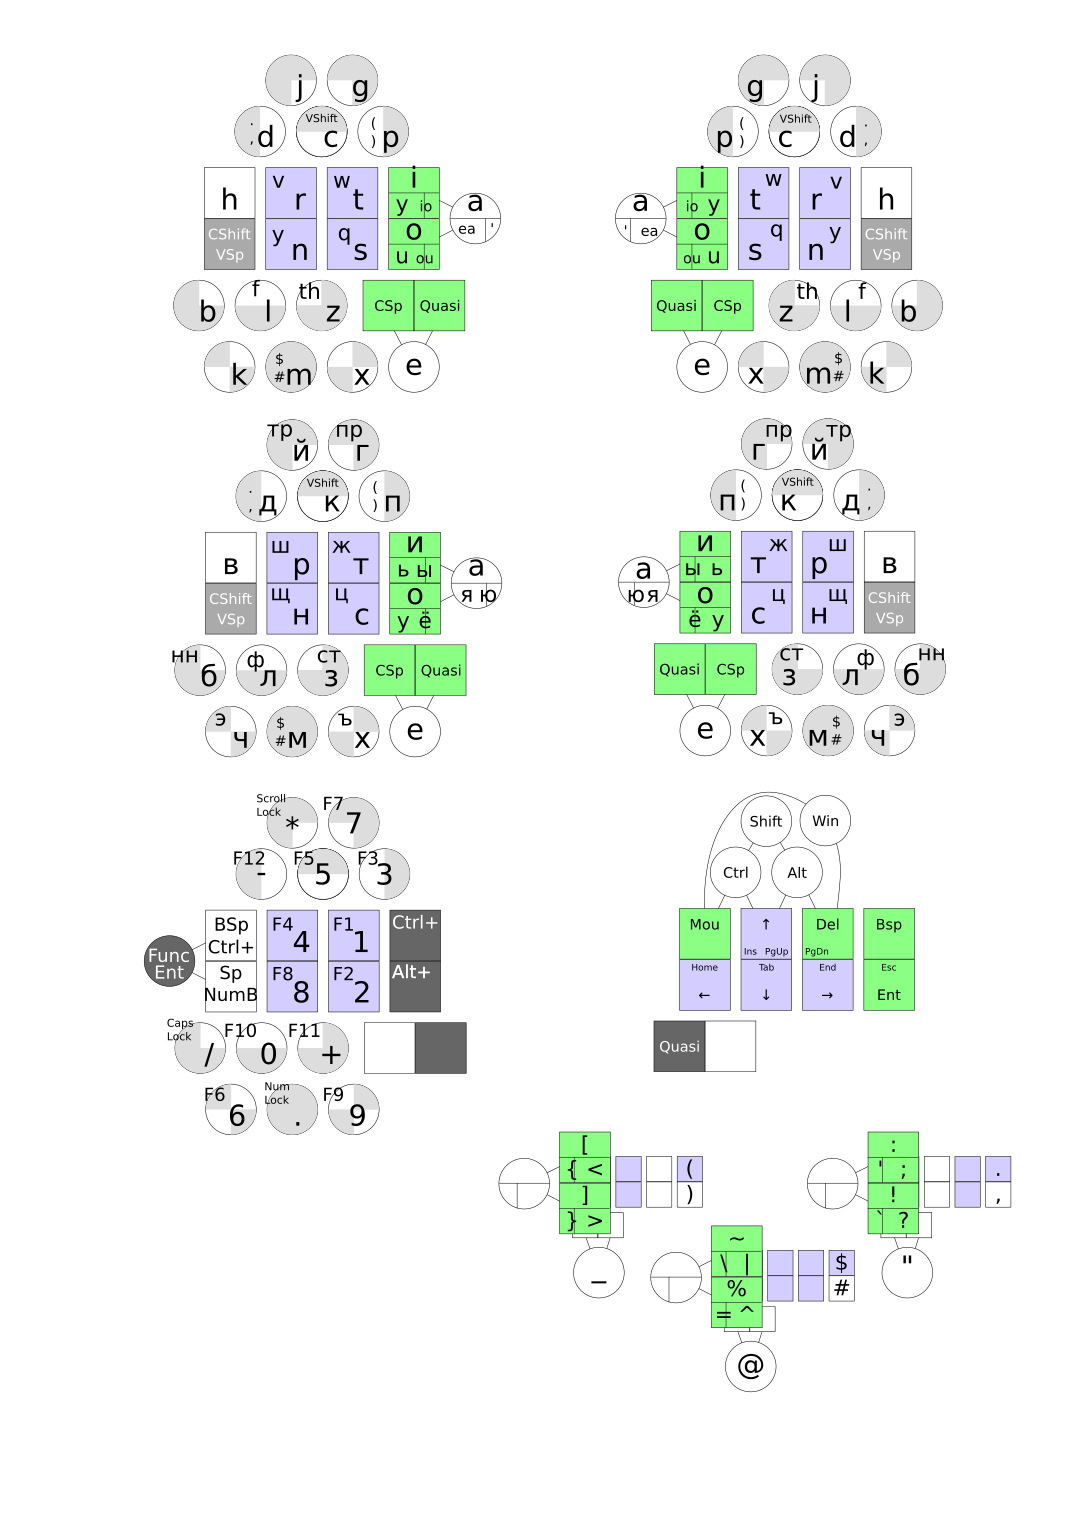 j g
. , d VShift c ( ) p
h v r w t i
y io a
CShift VSp y n q s o ea '
u ou
b f l th z CSp Quasi
k $ # m x e
g j
p ( ) VShift c d . ,
i t w r v h
a io y
' ea o s q n y CShift VSp
ou u
Quasi CSp z th l f b
e x m $ # k
тр й пр г
. , д VShift к ( ) п
в ш р ж т и
ь ы а
CShift VSp щ н ц с о я ю
у ё
нн б ф л ст з CSp Quasi
э ч $ # м ъ х е
г пр й тр
п ( ) VShift к д . ,
и т ж р ш в
а ы ь
ю я о с ц н щ CShift VSp
ё у
Quasi CSp з ст л ф б нн
е х ъ м $ # ч э
Scroll Lock * F7 7
F12 - F5 5 F3 3
BSp Ctrl+ F4 4 F1 1 Ctrl+
Func Ent
Sp NumB F8 8 F2 2 Alt+
Caps Lock / F10 0 F11 +
F6 6 Num Lock . F9 9
Shift Win
Ctrl Alt
Mou ↑ Del Bsp
Ins PgUp PgDn
Home Tab End Esc
← ↓ → Ent
Quasi
[
{ < (
] )
} >
_
:
' ; .
! ,
` ?
"
~
\ | $
% #
= ^
@